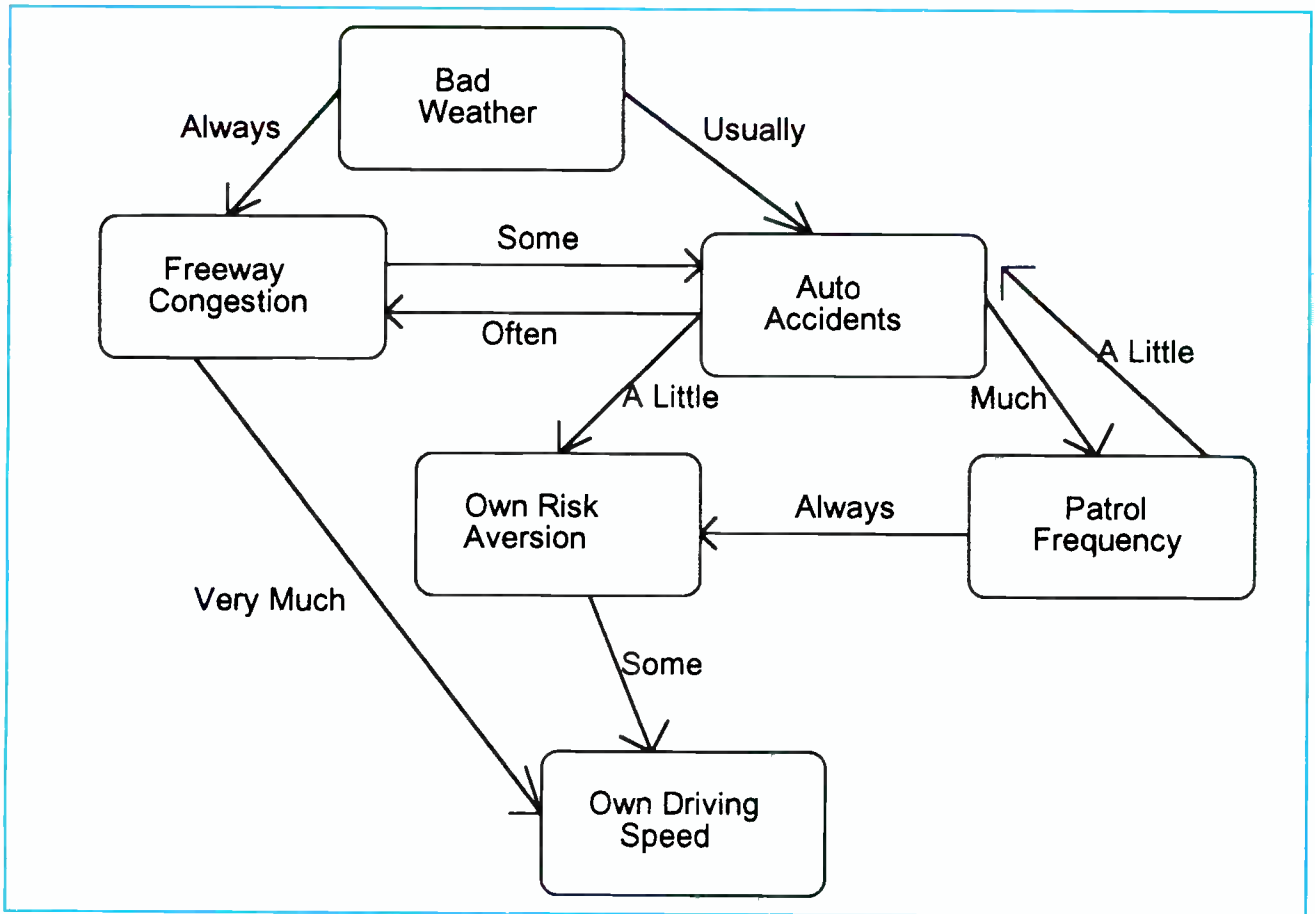 Bad
Weather
Always
Usually
Freeway
Congestion
Some
Often
Auto
Accidents
A Little
A Little
Much
Own Risk
Aversion
Always
Patrol
Frequency
Very Much
Some
Own Driving
Speed